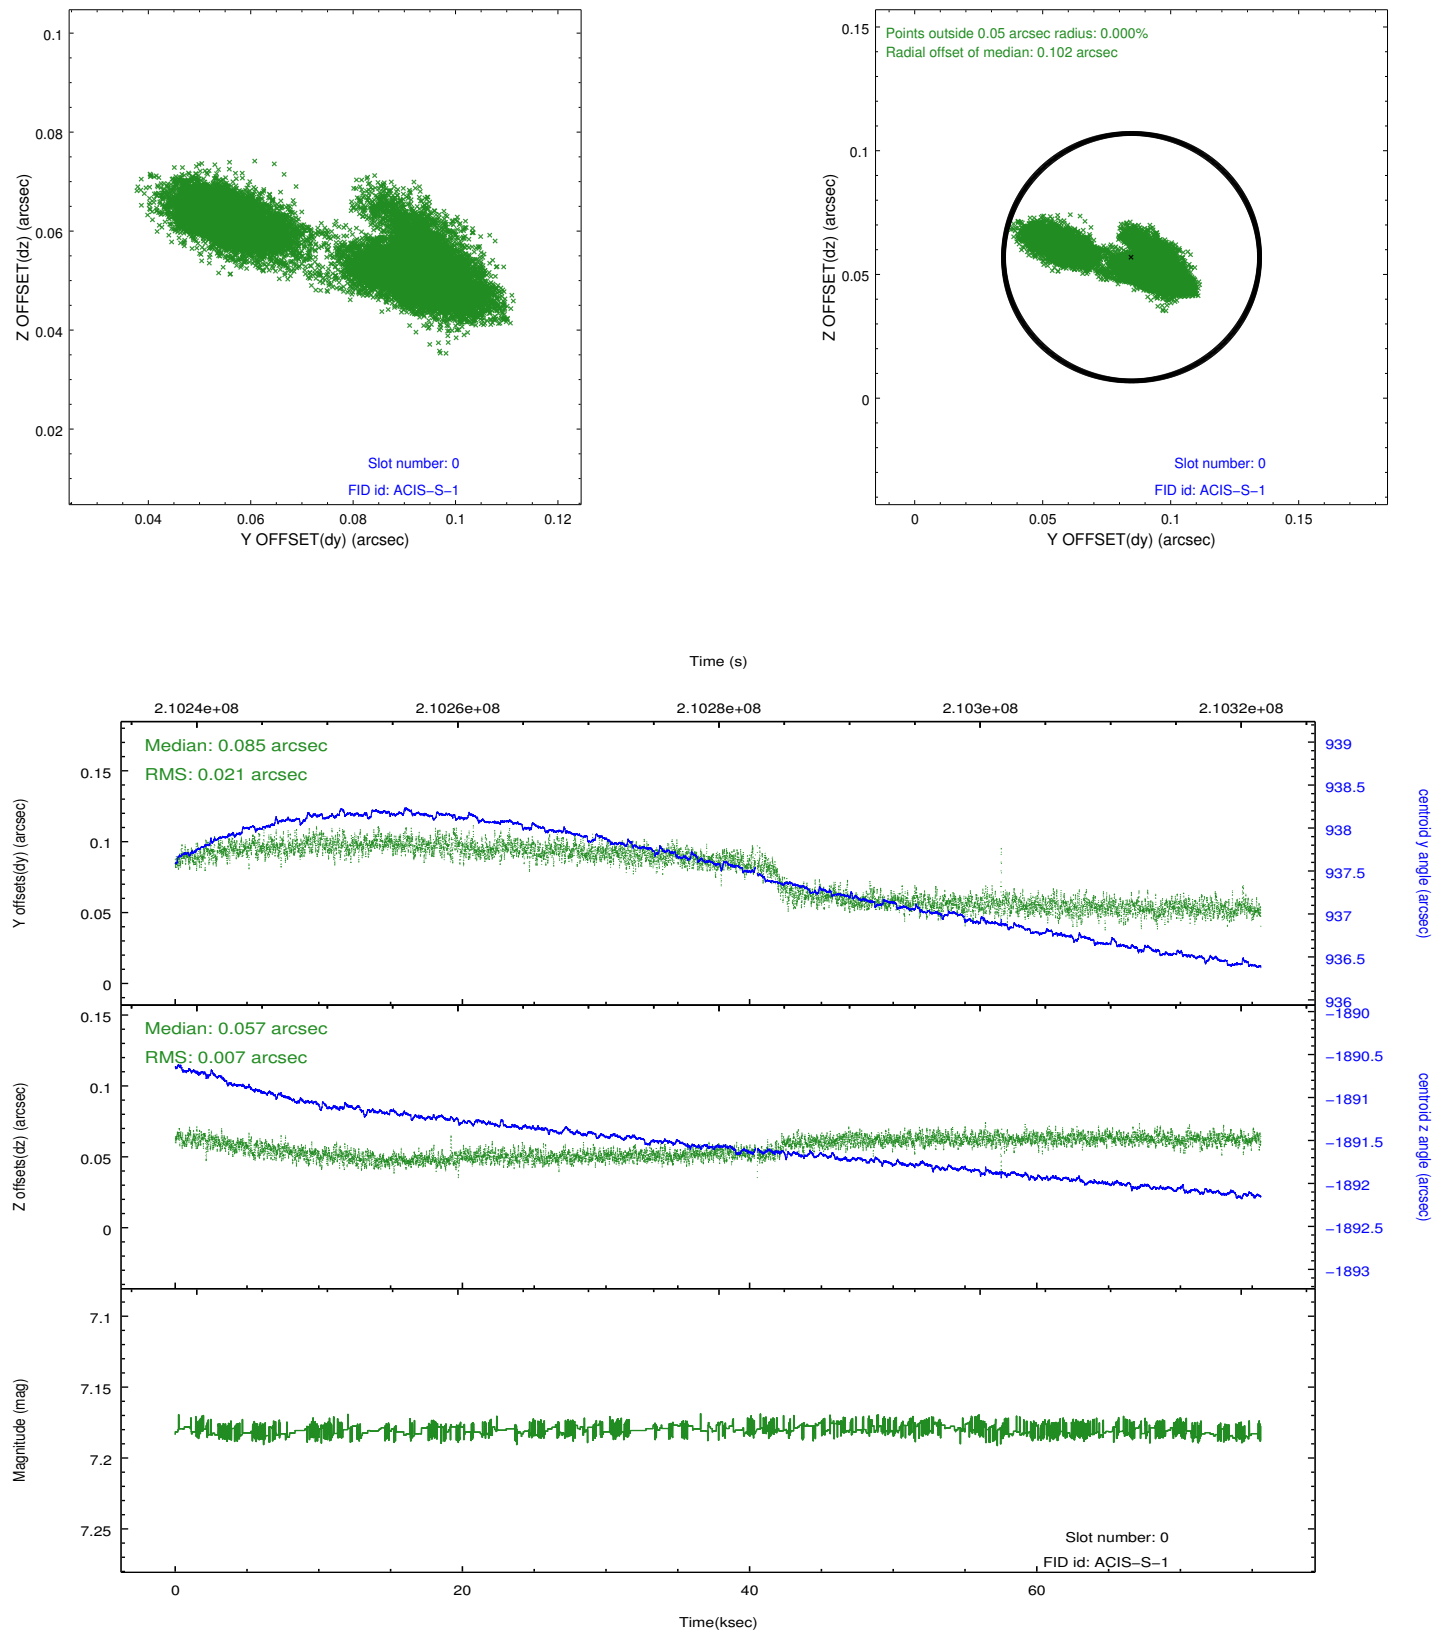 0.1
0.08
0.06
0.04
0.02
Z OFFSET(dz) (arcsec)
Slot number: 0
FID id: ACIS-S-1
0.04 0.06 0.08 0.1 0.12
Y OFFSET(dy) (arcsec)
Points outside 0.05 arcsec radius: 0.000%
Radial offset of median: 0.102 arcsec
0.15
0.1
0.05
0
Z OFFSET(dz) (arcsec)
Slot number: 0
FID id: ACIS-S-1
0 0.05 0.1 0.15
Y OFFSET(dy) (arcsec)
Time (s)
2.1024e+08 2.1026e+08 2.1028e+08 2.103e+08 2.1032e+08
Median: 0.085 arcsec
RMS: 0.021 arcsec
0.15
0.1
0.05
0
Y offsets(dy) (arcsec)
939
938.5
938
937.5
937
936.5
936
centroid y angle (arcsec)
Median: 0.057 arcsec
RMS: 0.007 arcsec
0.15
0.1
0.05
0
Z offsets(dz) (arcsec)
-1890
-1890.5
-1891
-1891.5
-1892
-1892.5
-1893
centroid z angle (arcsec)
7.1
7.15
7.2
7.25
Magnitude (mag)
Slot number: 0
FID id: ACIS-S-1
0 20 40 60
Time(ksec)